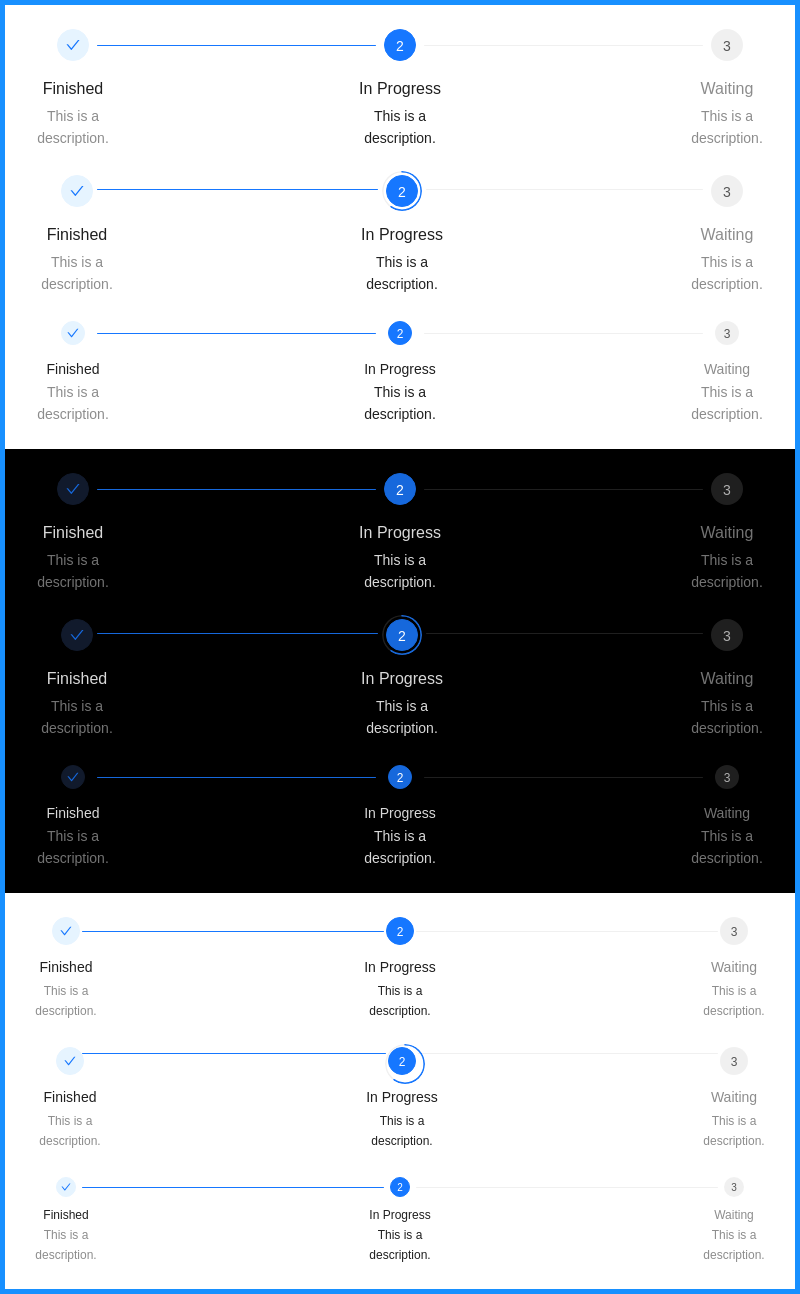 2
3
Finished
In Progress
Waiting
This is a
This is a
This is a
description.
description.
description.
2
3
Finished
In Progress
Waiting
This is a
This is a
This is a
description.
description.
description.
2
3
Finished
In Progress
Waiting
This is a
This is a
This is a
description.
description.
description.
2
3
Finished
In Progress
Waiting
This is a
This is a
This is a
description.
description.
description.
2
3
Finished
In Progress
Waiting
This is a
This is a
This is a
description.
description.
description.
2
3
Finished
In Progress
Waiting
This is a
This is a
This is a
description.
description.
description.
2
3
Finished
In Progress
Waiting
This is a
This is a
This is a
description.
description.
description.
2
3
Finished
In Progress
Waiting
This is a
This is a
This is a
description.
description.
description.
2
3
Finished
In Progress
Waiting
This is a
This is a
This is a
description.
description.
description.